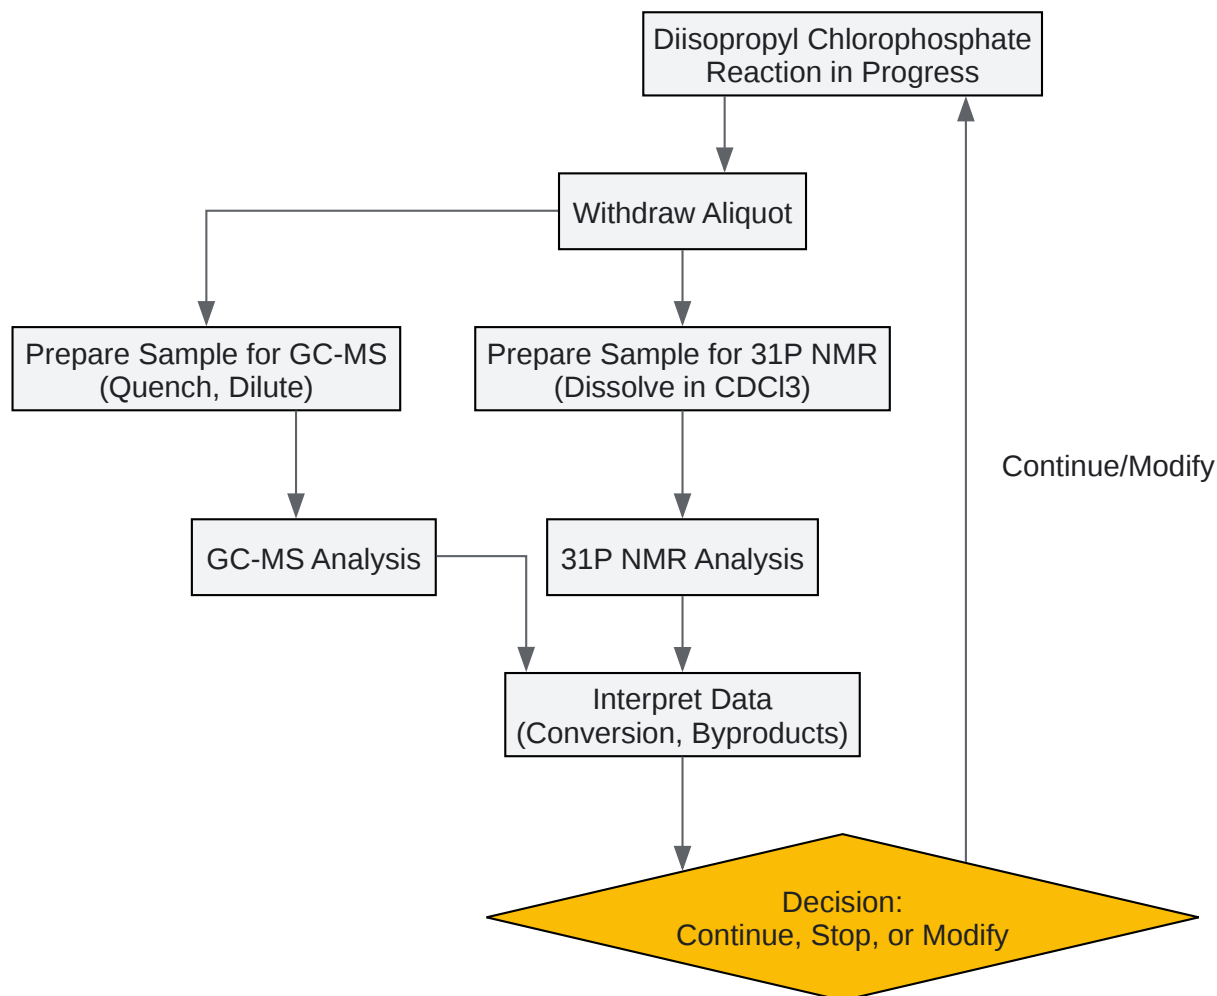 Diisopropyl Chlorophosphate
Reaction in Progress
Withdraw Aliquot
Prepare Sample for GC-MS
(Quench, Dilute)
Prepare Sample for 31P NMR
(Dissolve in CDCl3)
Continue/Modify
GC-MS Analysis
31P NMR Analysis
Interpret Data
(Conversion, Byproducts)
Decision:
Continue, Stop, or Modify